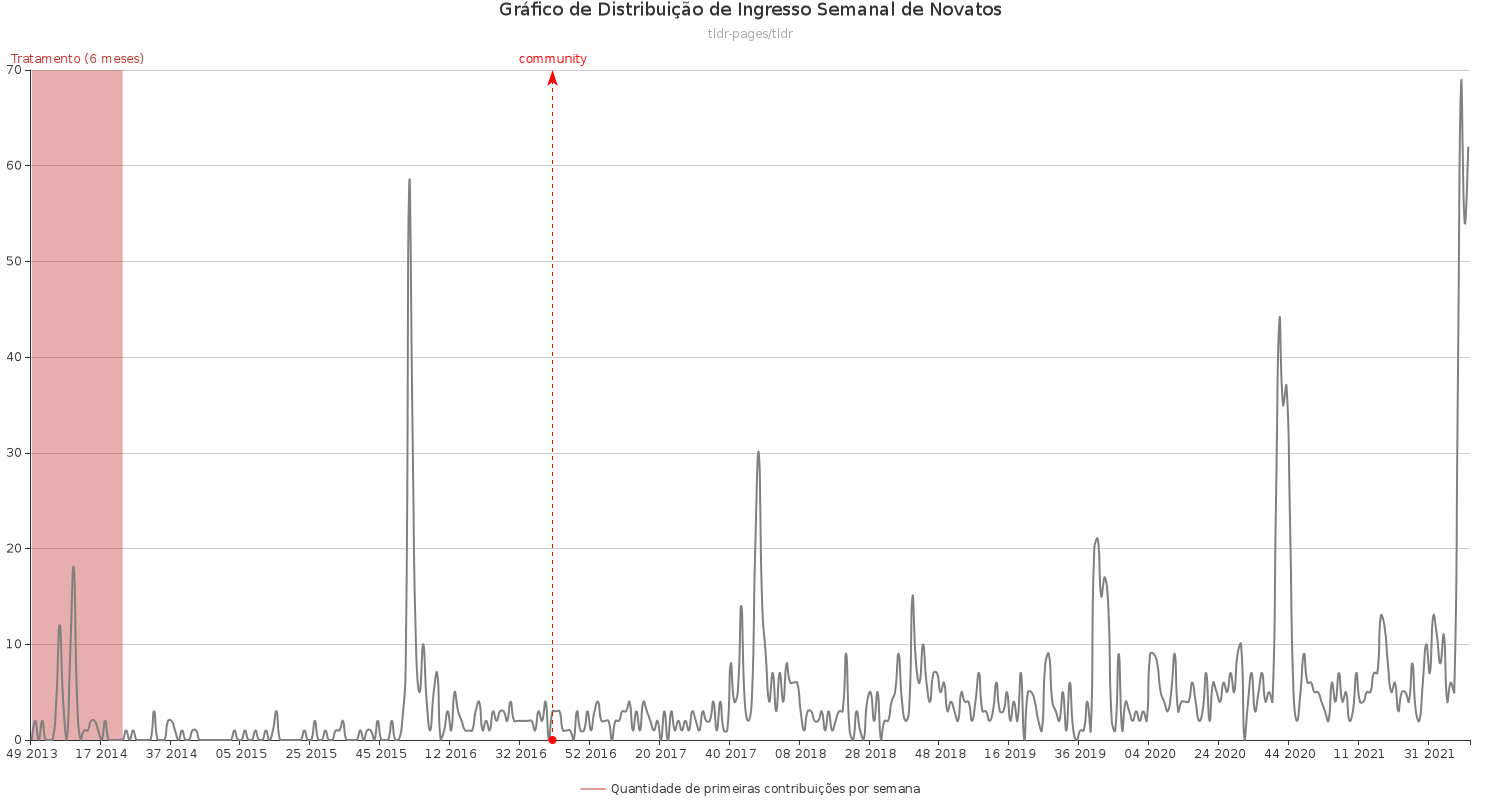 Gráfico de Distribuição de Ingresso Semanal de Novatos
tldr-pages/tldr
Tratamento (6 meses)
community
70
60
50
40
30
20
10
0
49 2013 17 2014 37 2014 05 2015 25 2015 45 2015 12 2016 32 2016 52 2016 20 2017 40 2017 08 2018 28 2018 48 2018 16 2019 36 2019 04 2020 24 2020 44 2020 11 2021 31 2021
Quantidade de primeiras contribuições por semana